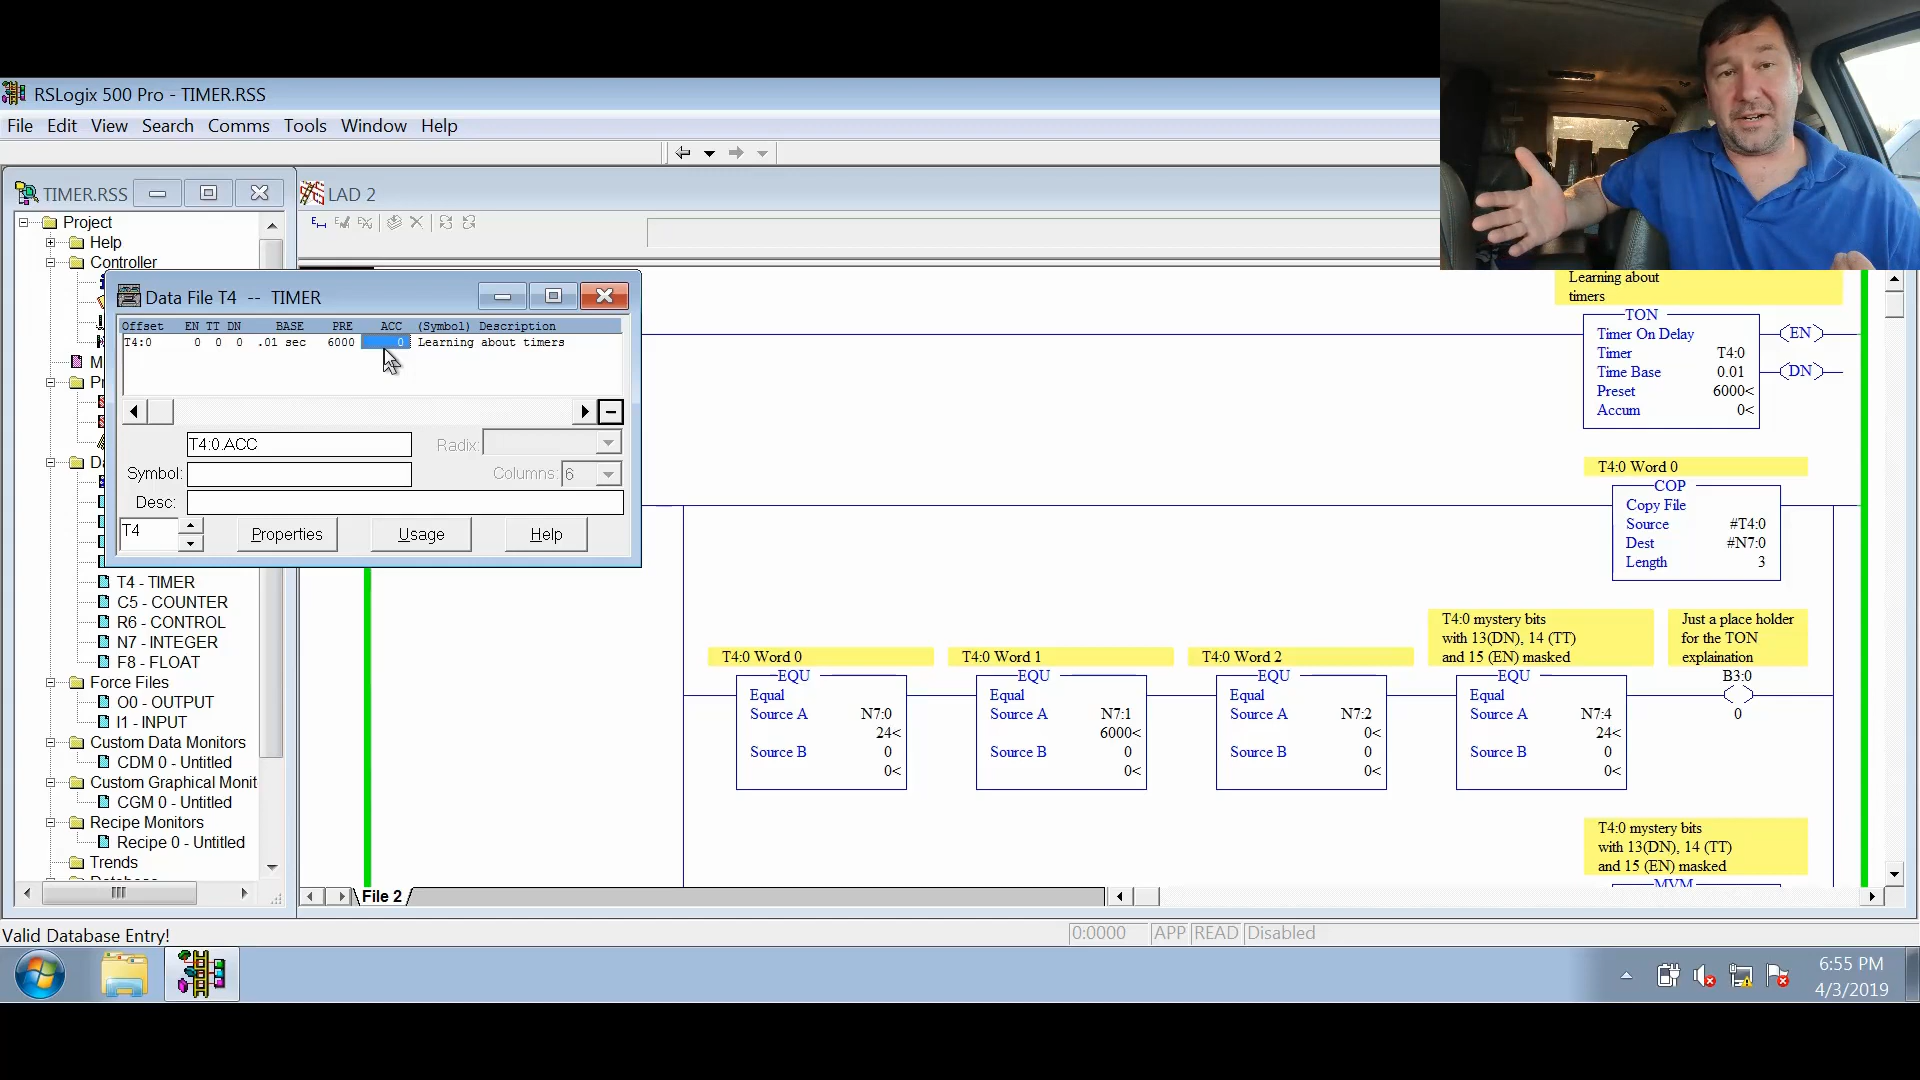 RSLogix 500 Pro - TIMER.RSS
File Edit View Search Comms Tools Window Help
TIMER.RSS
LAD 2
Project
Help
Controller
Data File T4 -- TIMER
Offset EN TT DN BASE PRE ACC (Symbol) Description
T4:0 0 0 0 .01 sec 6000 0 Learning about timers
T4:0.ACC
Radix:
Symbol:
Columns: 6
Desc:
T4
Properties
Usage
Help
T4 - TIMER
C5 - COUNTER
R6 - CONTROL
N7 - INTEGER
F8 - FLOAT
Force Files
O0 - OUTPUT
I1 - INPUT
Custom Data Monitors
CDM 0 - Untitled
Custom Graphical Monit
CGM 0 - Untitled
Recipe Monitors
Recipe 0 - Untitled
Trends
Learning about
timers
TON
Timer On Delay
Timer T4:0
Time Base 0.01
Preset 6000<
Accum 0<
EN
DN
T4:0 Word 0
COP
Copy File
Source #T4:0
Dest #N7:0
Length 3
T4:0 Word 0
EQU
Equal
Source A N7:0
24<
Source B 0
0<
T4:0 Word 1
EQU
Equal
Source A N7:1
6000<
Source B 0
0<
T4:0 Word 2
EQU
Equal
Source A N7:2
0<
Source B 0
0<
T4:0 mystery bits
with 13(DN), 14 (TT)
and 15 (EN) masked
EQU
Equal
Source A N7:4
24<
Source B 0
0<
Just a place holder
for the TON
explaination
B3:0
0
T4:0 mystery bits
with 13(DN), 14 (TT)
and 15 (EN) masked
MVM
File 2
Valid Database Entry!
0:0000 APP READ Disabled
6:55 PM
4/3/2019